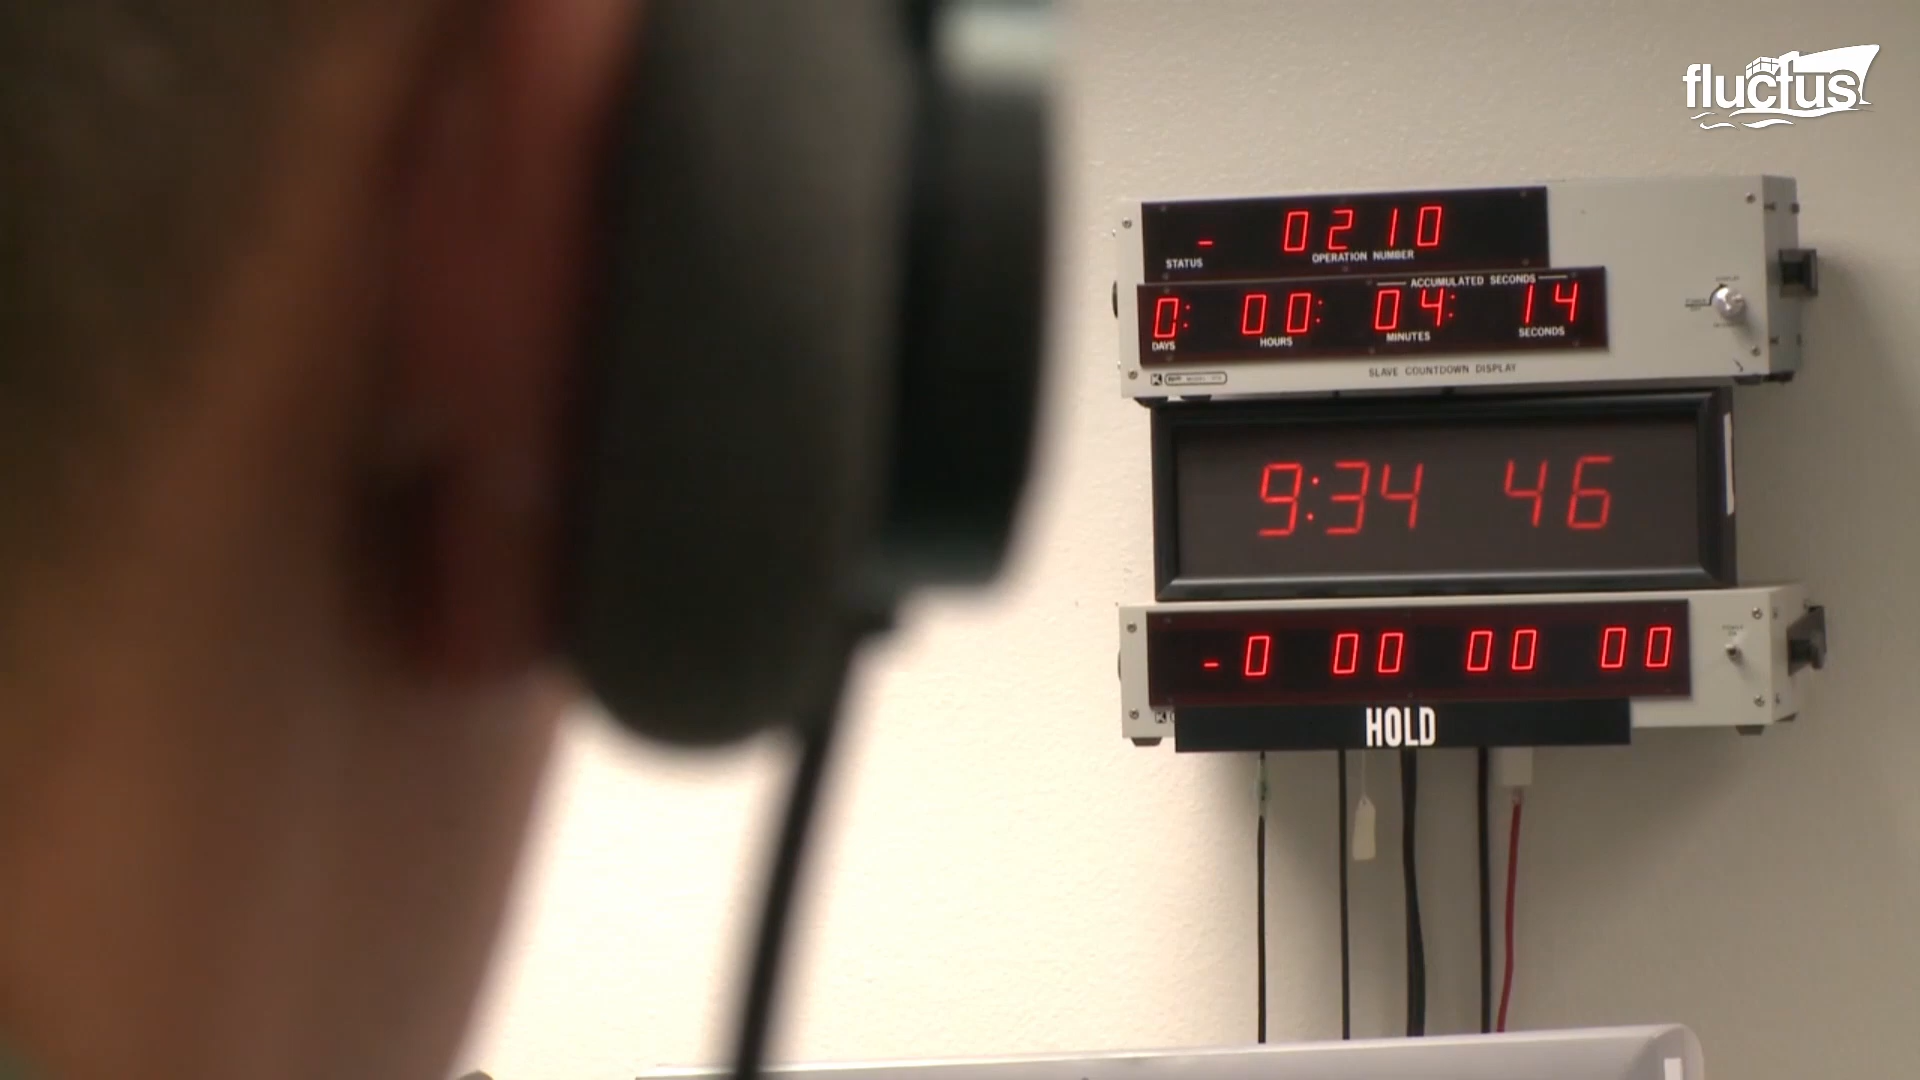 fluctus
- 0210
STATUS OPERATION NUMBER
ACCUMULATED SECONDS
0: 00: 04: 14
DAYS HOURS MINUTES SECONDS
SLAVE COUNTDOWN DISPLAY
9:34 46
-0 00 00 00
HOLD